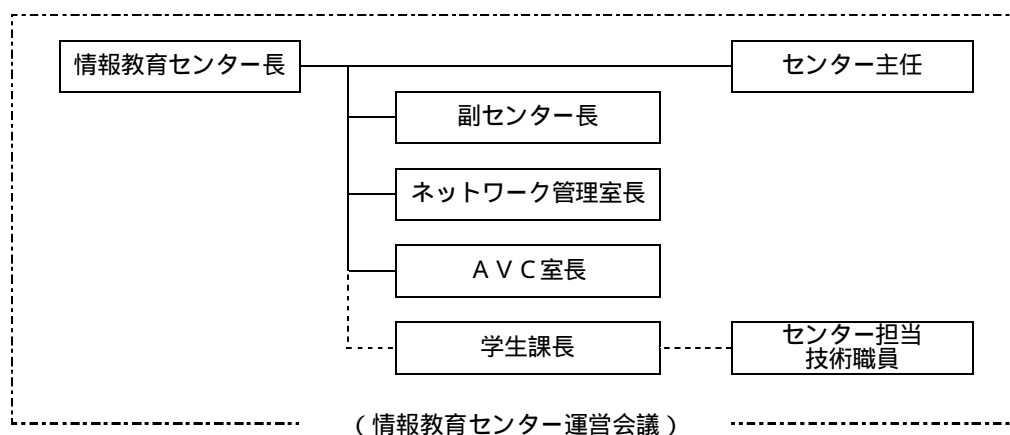 情報教育センター長
センター主任
副センター長
ネットワーク管理室長
ＡＶＣ室長
学生課長
センター担当
技術職員
（情報教育センター運営会議）